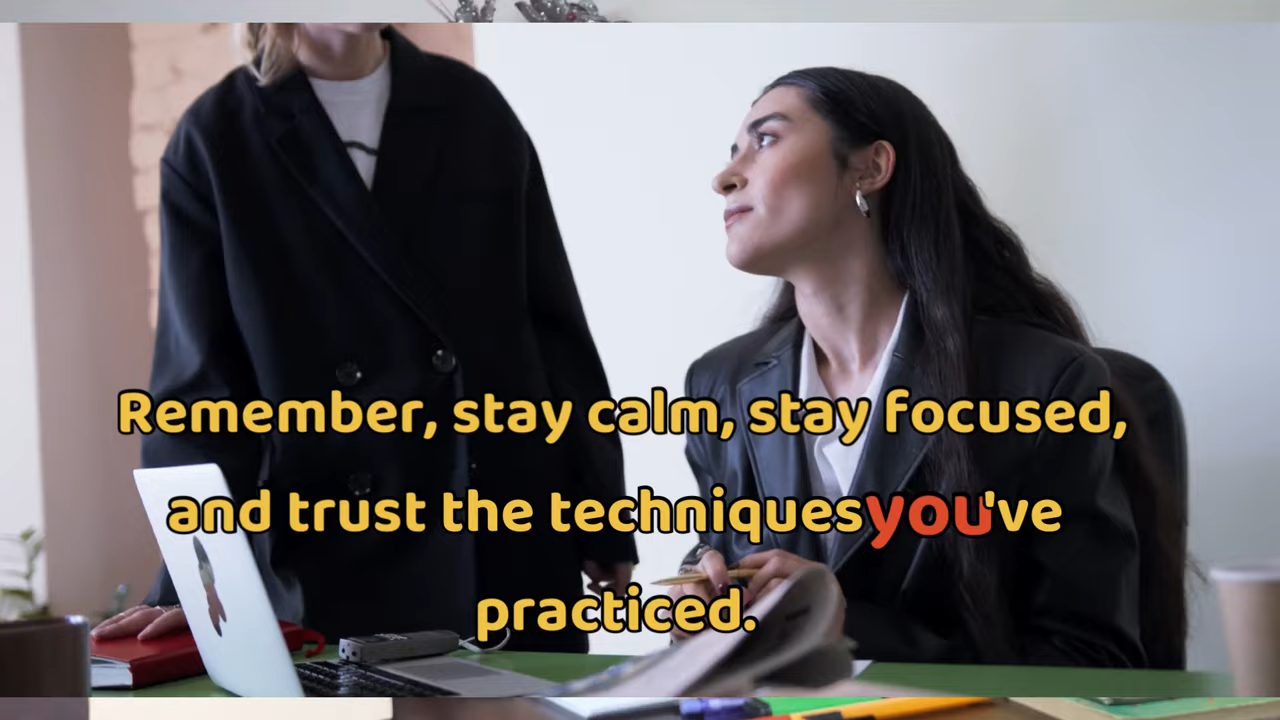 Remember, stay calm, stay focused,
and trust the techniques you've
practiced.